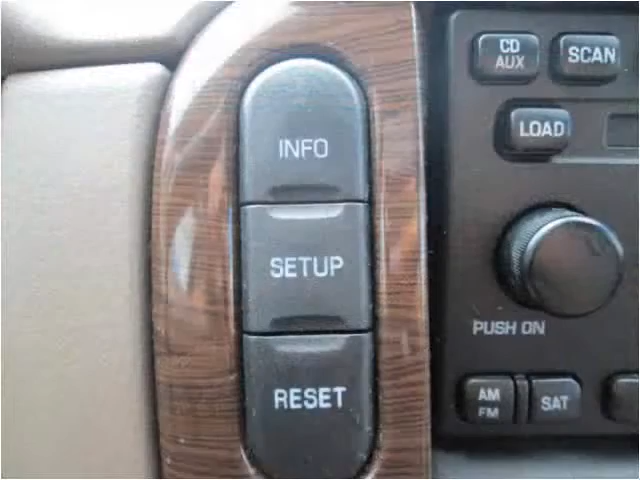 INFO
SETUP
RESET
CD
AUX
SCAN
LOAD
PUSH ON
AM
FM
SAT